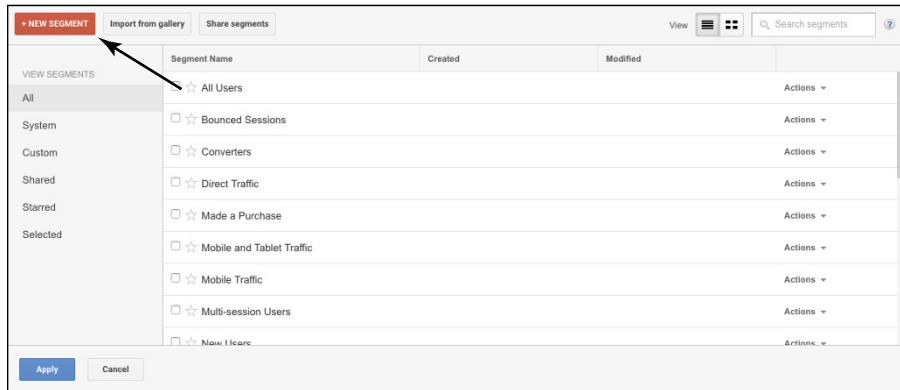 + NEW SEGMENT Import from gallery Share segments View Search segments ?
Segment Name Created Modified
VIEW SEGMENTS
All Users Actions
All
Bounced Sessions Actions
System
Custom
Converters Actions
Shared
Direct Traffic Actions
Starred
Made a Purchase Actions
Selected
Mobile and Tablet Traffic Actions
Mobile Traffic Actions
Multi-session Users Actions
New Users Actions
Apply Cancel